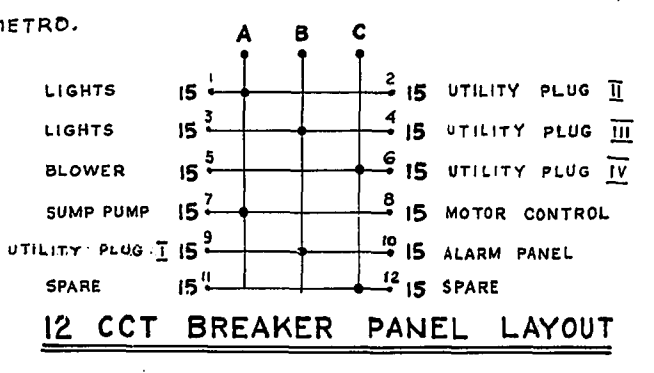 METRO.
A B C
LIGHTS 15 1 2 15 UTILITY PLUG II
LIGHTS 15 3 4 15 UTILITY PLUG III
BLOWER 15 5 6 15 UTILITY PLUG IV
SUMP PUMP 15 7 8 15 MOTOR CONTROL
UTILITY PLUG I 15 9 10 15 ALARM PANEL
SPARE 15 11 12 15 SPARE
12 CCT BREAKER PANEL LAYOUT